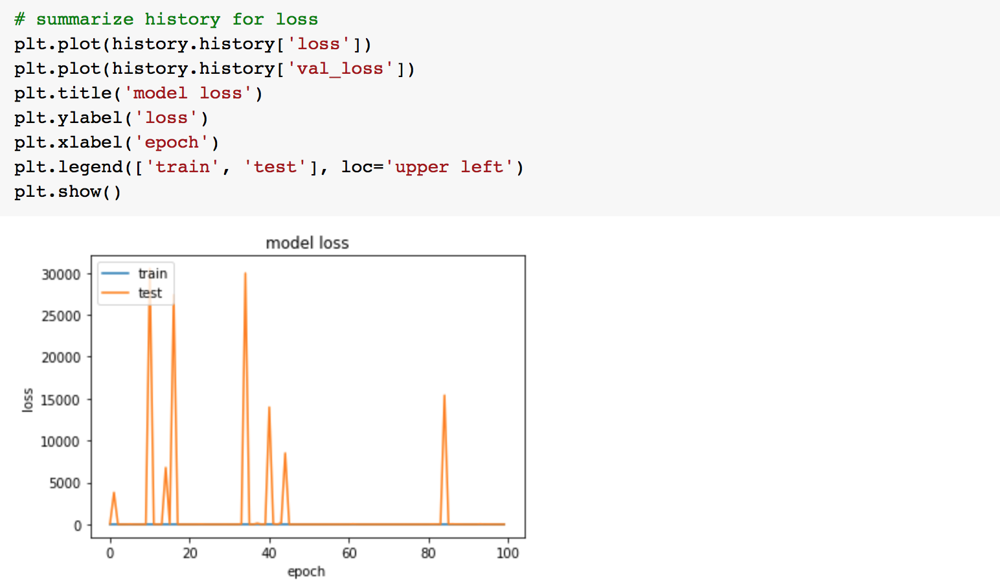 # summarize history for loss
plt.plot(history.history['loss'])
plt.plot(history.history['val_loss'])
plt.title('model loss')
plt.ylabel('loss')
plt.xlabel('epoch')
plt.legend(['train', 'test'], loc='upper left')
plt.show()
model loss
train
test
30000
25000
20000
15000
10000
5000
0
loss
0 20 40 60 80 100
epoch